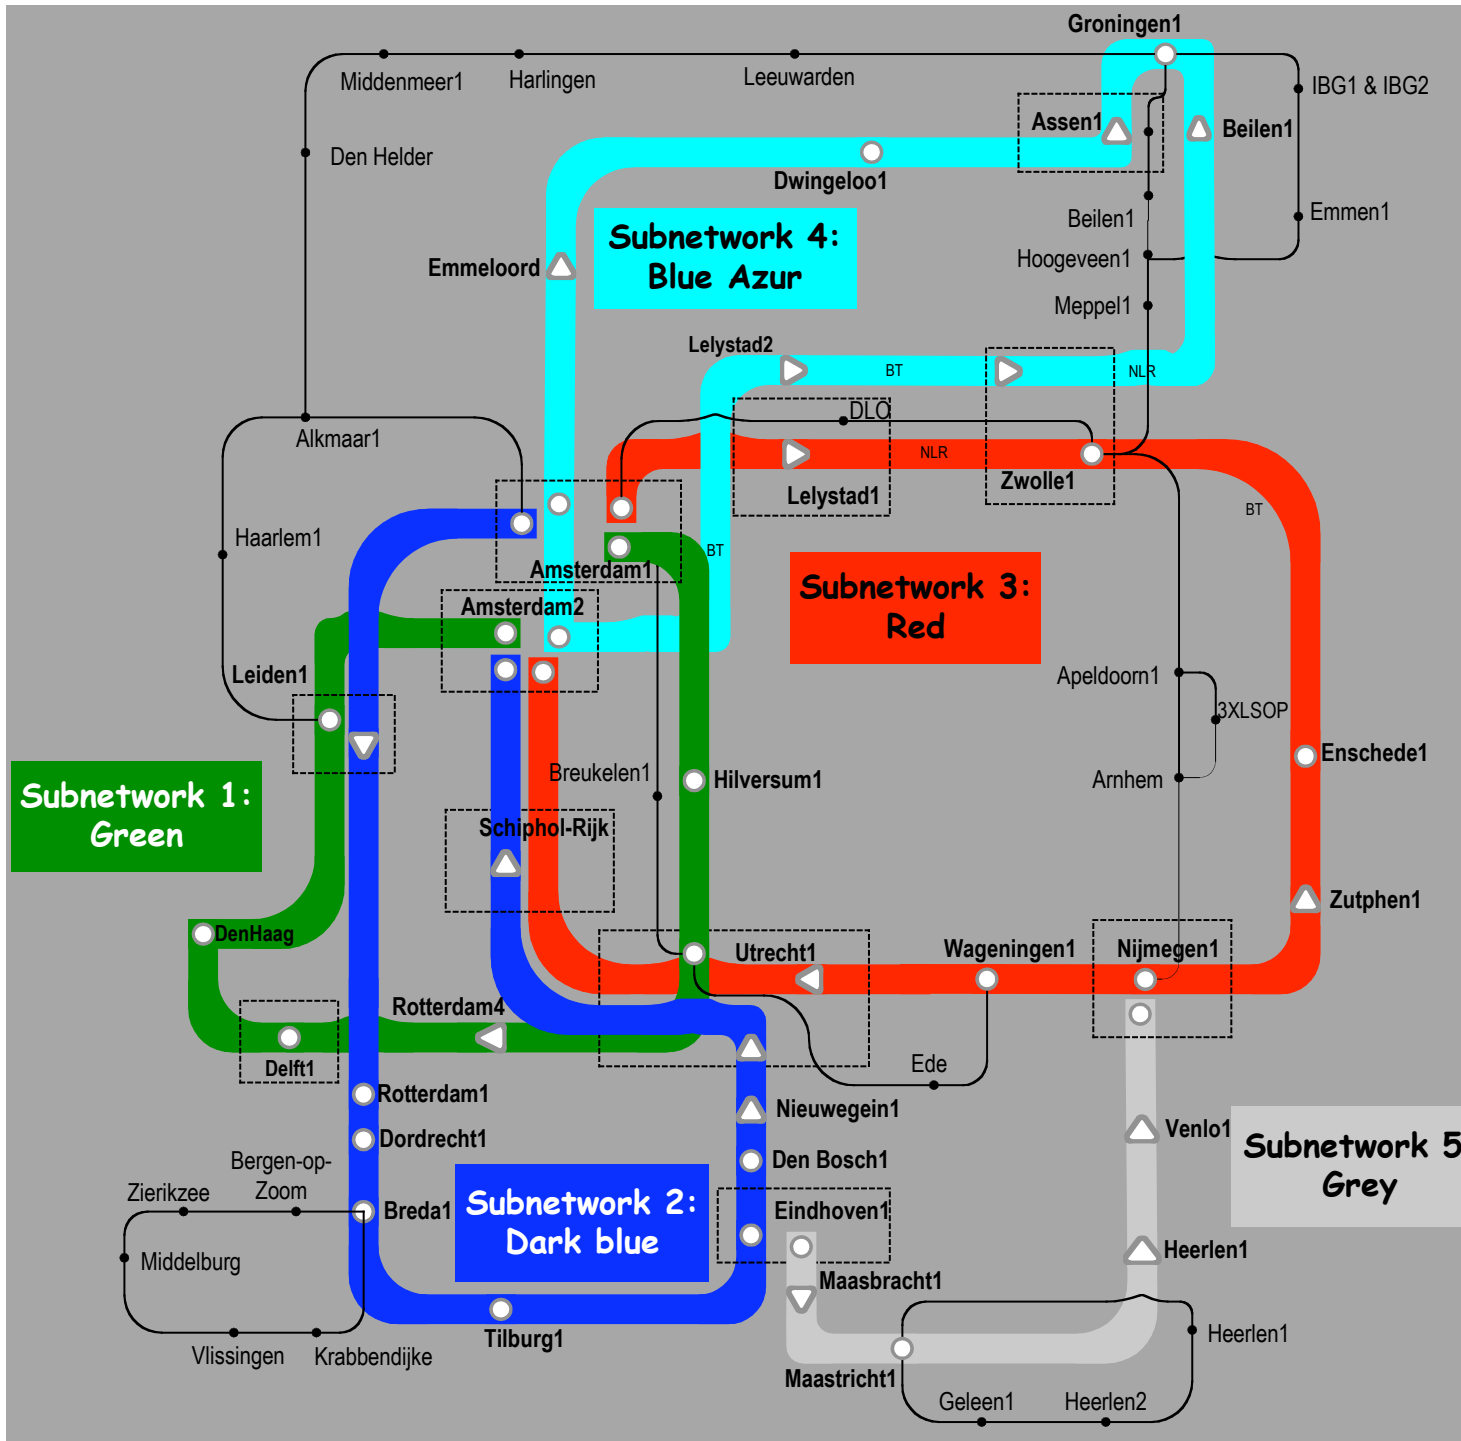 Groningen1
Middenmeer1
Harlingen
Leeuwarden
IBG1 & IBG2
Assen1
Beilen1
Den Helder
Dwingeloo1
Beilen1
Emmen1
Subnetwork 4:
Blue Azur
Emmeloord
Hoogeveen1
Meppel1
Lelystad2
BT
NLR
DLO
Alkmaar1
NLR
Zwolle1
Lelystad1
BT
Haarlem1
BT
Amsterdam1
Subnetwork 3:
Red
Amsterdam2
Leiden1
Apeldoorn1
3XLSOP
Enschede1
Breukelen1
Hilversum1
Arnhem
Subnetwork 1:
Green
Schiphol-Rijk
Zutphen1
DenHaag
Utrecht1
Wageningen1
Nijmegen1
Rotterdam4
Delft1
Ede
Rotterdam1
Nieuwegein1
Dordrecht1
Venlo1
Subnetwork 5
Grey
Bergen-op-
Zoom
Den Bosch1
Zierikzee
Breda1
Subnetwork 2:
Dark blue
Eindhoven1
Middelburg
Heerlen1
Maasbracht1
Tilburg1
Heerlen1
Vlissingen
Krabbendijke
Maastricht1
Geleen1
Heerlen2